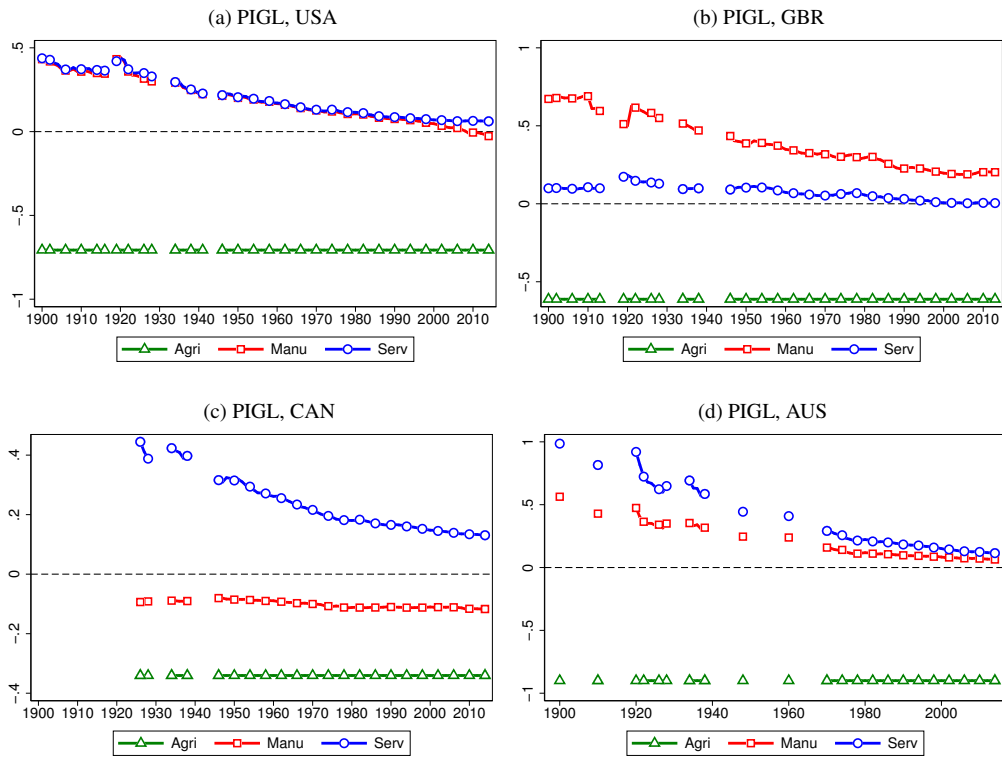 (a) PIGL, USA
.5
0
-.5
-1
1900 1910 1920 1930 1940 1950 1960 1970 1980 1990 2000 2010
Agri Manu Serv
(b) PIGL, GBR
1
.5
0
-.5
1900 1910 1920 1930 1940 1950 1960 1970 1980 1990 2000 2010
Agri Manu Serv
(c) PIGL, CAN
.4
.2
0
-.2
-.4
1900 1910 1920 1930 1940 1950 1960 1970 1980 1990 2000 2010
Agri Manu Serv
(d) PIGL, AUS
1
.5
0
-.5
-1
1900 1920 1940 1960 1980 2000
Agri Manu Serv